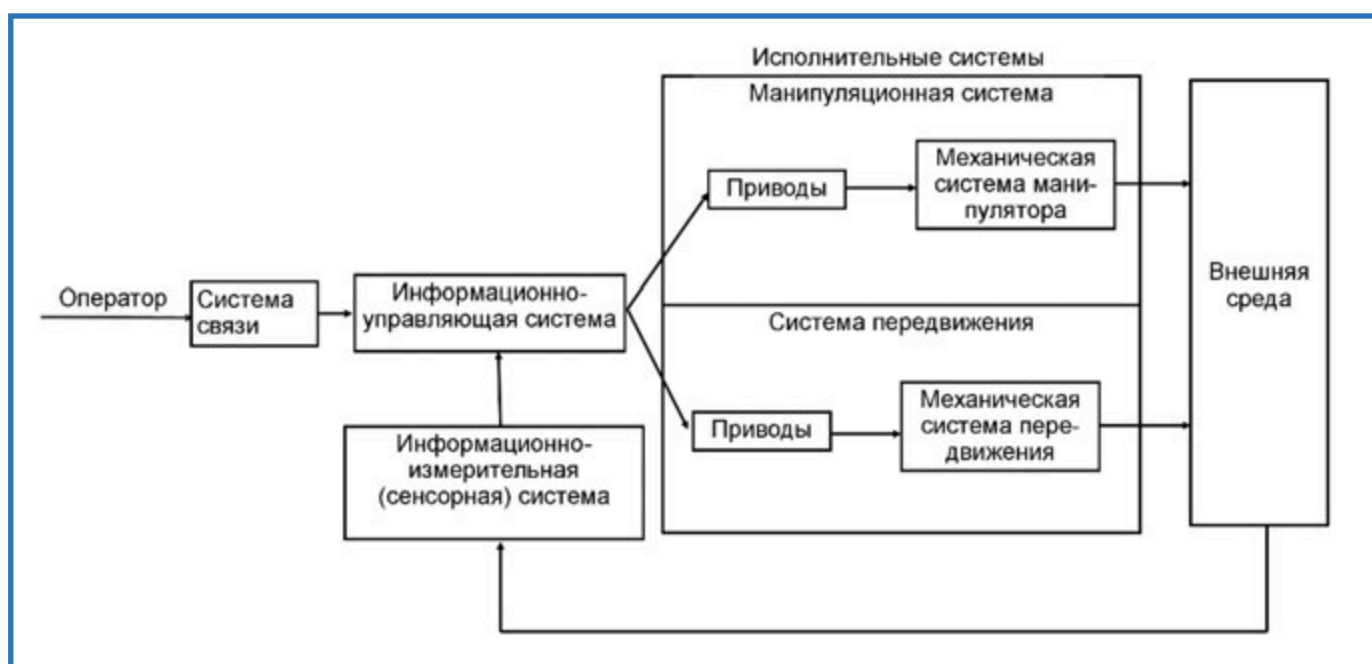 Исполнительные системы
Манипуляционная система
Приводы
Механическая
система мани-
пулятора
Внешняя
среда
Оператор
Система
связи
Информационно-
управляющая система
Система передвижения
Приводы
Механическая
система пере-
движения
Информационно-
измерительная
(сенсорная) система